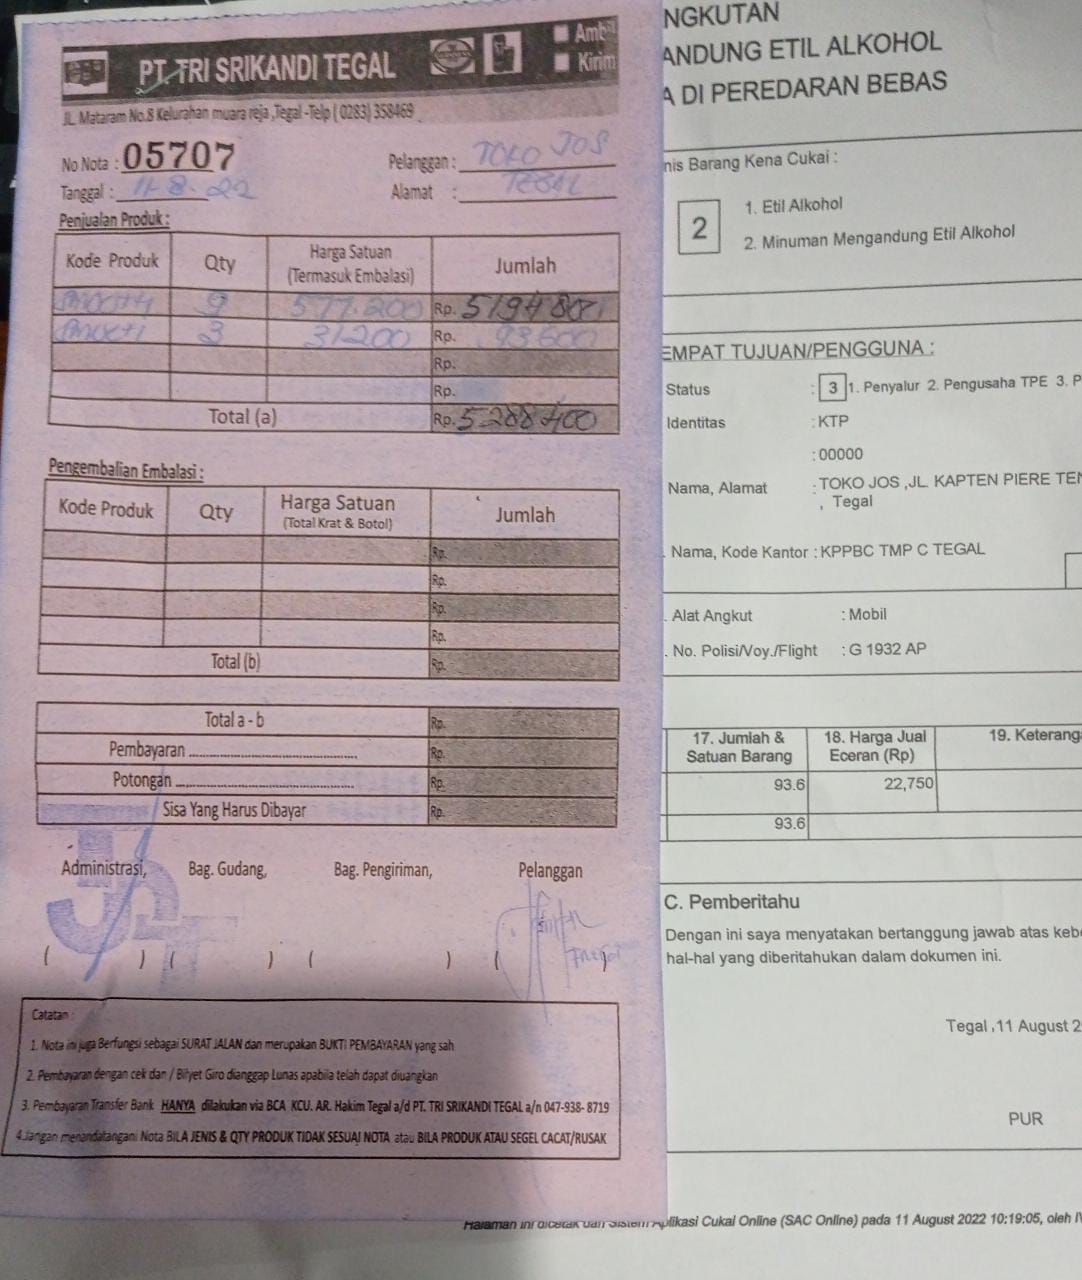 PT. TRI SRIKANDI TEGAL
Ambil
Kirim
JL. Mataram No.8 Kelurahan muara reja ,Tegal -Telp ( 0283) 358469
No Nota : 05707
Pelanggan : TOKO JOS
Tanggal : 11-8-22
Alamat : TEGAL
Penjualan Produk :
Kode Produk Qty Harga Satuan (Termasuk Embalasi) Jumlah
9 577.200 Rp. 5194800
3 31200 Rp. 93600
Rp.
Rp.
Total (a) Rp. 5288400
Pengembalian Embalasi :
Kode Produk Qty Harga Satuan (Total Krat & Botol) Jumlah
Rp.
Rp.
Rp.
Rp.
Total (b) Rp.
Total a - b Rp.
Pembayaran ........................ Rp.
Potongan ........................ Rp.
Sisa Yang Harus Dibayar Rp.
Administrasi, Bag. Gudang, Bag. Pengiriman, Pelanggan
( ) ( ) ( ) ( )
Catatan :
1. Nota ini juga Berfungsi sebagai SURAT JALAN dan merupakan BUKTI PEMBAYARAN yang sah
2. Pembayaran dengan cek dan / Bilyet Giro dianggap Lunas apabila telah dapat diuangkan
3. Pembayaran Transfer Bank HANYA dilakukan via BCA KCU. AR. Hakim Tegal a/d PT. TRI SRIKANDI TEGAL a/n 047-938- 8719
4.Jangan menandatangani Nota BILA JENIS & QTY PRODUK TIDAK SESUAI NOTA atau BILA PRODUK ATAU SEGEL CACAT/RUSAK
NGKUTAN
ANDUNG ETIL ALKOHOL
A DI PEREDARAN BEBAS
nis Barang Kena Cukai :
2
1. Etil Alkohol
2. Minuman Mengandung Etil Alkohol
EMPAT TUJUAN/PENGGUNA :
Status : 3 1. Penyalur 2. Pengusaha TPE 3. P
Identitas : KTP
: 00000
Nama, Alamat : TOKO JOS ,JL. KAPTEN PIERE TEN
, Tegal
. Nama, Kode Kantor : KPPBC TMP C TEGAL
. Alat Angkut : Mobil
. No. Polisi/Voy./Flight : G 1932 AP
17. Jumlah & Satuan Barang 18. Harga Jual Eceran (Rp) 19. Keterang
93.6 22,750
93.6
C. Pemberitahu
Dengan ini saya menyatakan bertanggung jawab atas kebe
hal-hal yang diberitahukan dalam dokumen ini.
Tegal ,11 August 2
PUR
Halaman ini dicetak dari Sistem Aplikasi Cukai Online (SAC Online) pada 11 August 2022 10:19:05, oleh